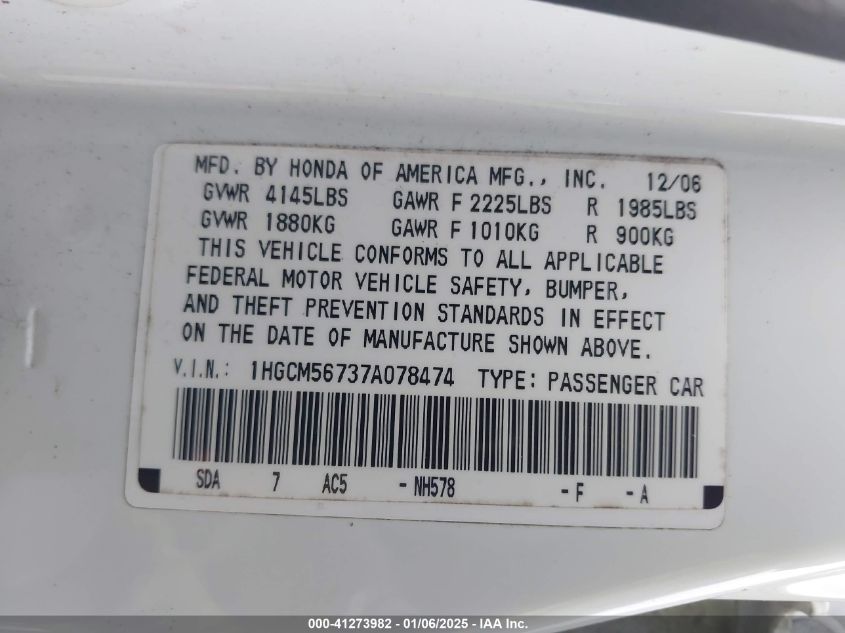 MFD. BY HONDA OF AMERICA MFG., INC. 12/06
GVWR 4145LBS GAWR F 2225LBS R 1985LBS
GVWR 1880KG GAWR F 1010KG R 900KG
THIS VEHICLE CONFORMS TO ALL APPLICABLE
FEDERAL MOTOR VEHICLE SAFETY, BUMPER,
AND THEFT PREVENTION STANDARDS IN EFFECT
ON THE DATE OF MANUFACTURE SHOWN ABOVE.
V.I.N.: 1HGCM56737A078474 TYPE: PASSENGER CAR
SDA 7 AC5 - NH578 - F - A
000-41273982 - 01/06/2025 - IAA Inc.